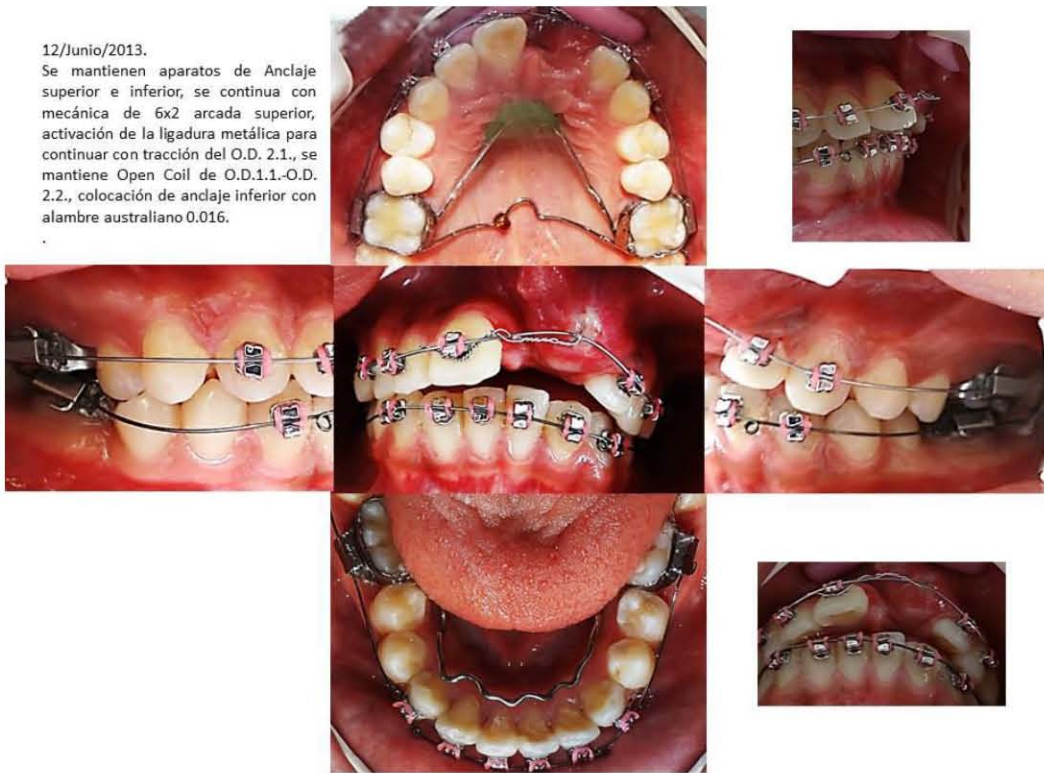 12/Junio/2013.
Se mantienen aparatos de Anclaje
superior e inferior, se continua con
mecánica de 6x2 arcada superior,
activación de la ligadura metálica para
continuar con tracción del O.D. 2.1., se
mantiene Open Coil de O.D.1.1.-O.D.
2.2., colocación de anclaje inferior con
alambre australiano 0.016.
.